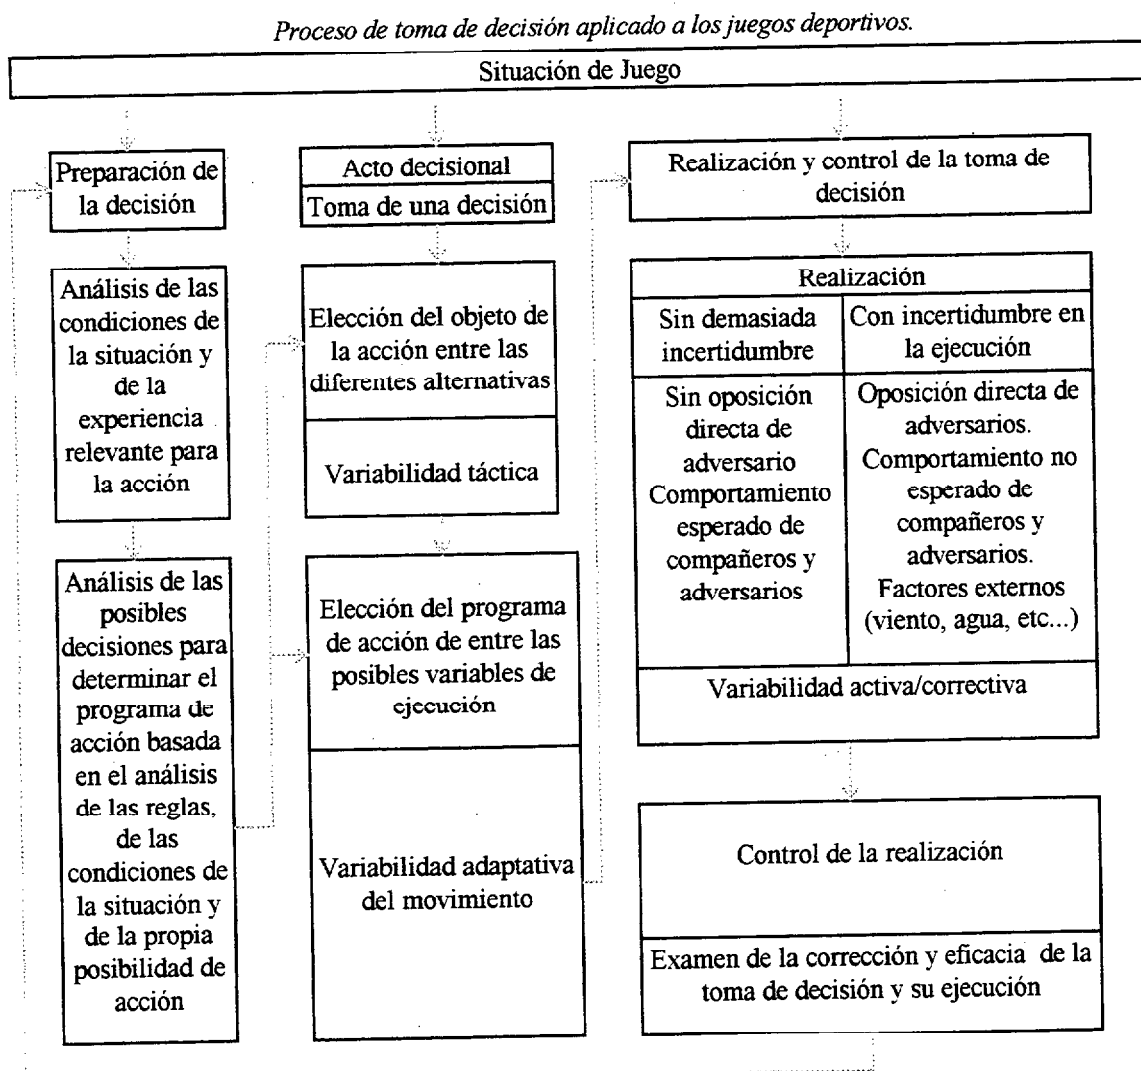 Proceso de toma de decisión aplicado a los juegos deportivos.
Situación de Juego
Preparación de
la decisión
Análisis de las
condiciones de
la situación y
de la
experiencia
relevante para
la acción
Análisis de las
posibles
decisiones para
determinar el
programa de
acción basada
en el análisis
de las reglas,
de las
condiciones de
la situación y
de la propia
posibilidad de
acción
Acto decisional
Toma de una decisión
Elección del objeto de
la acción entre las
diferentes alternativas
Variabilidad táctica
Elección del programa
de acción de entre las
posibles variables de
ejecución
Variabilidad adaptativa
del movimiento
Realización y control de la toma de
decisión
Realización
Sin demasiada
incertidumbre
Con incertidumbre en
la ejecución
Sin oposición
directa de
adversario
Comportamiento
esperado de
compañeros y
adversarios
Oposición directa de
adversarios.
Comportamiento no
esperado de
compañeros y
adversarios.
Factores externos
(viento, agua, etc...)
Variabilidad activa/correctiva
Control de la realización
Examen de la corrección y eficacia de la
toma de decisión y su ejecución